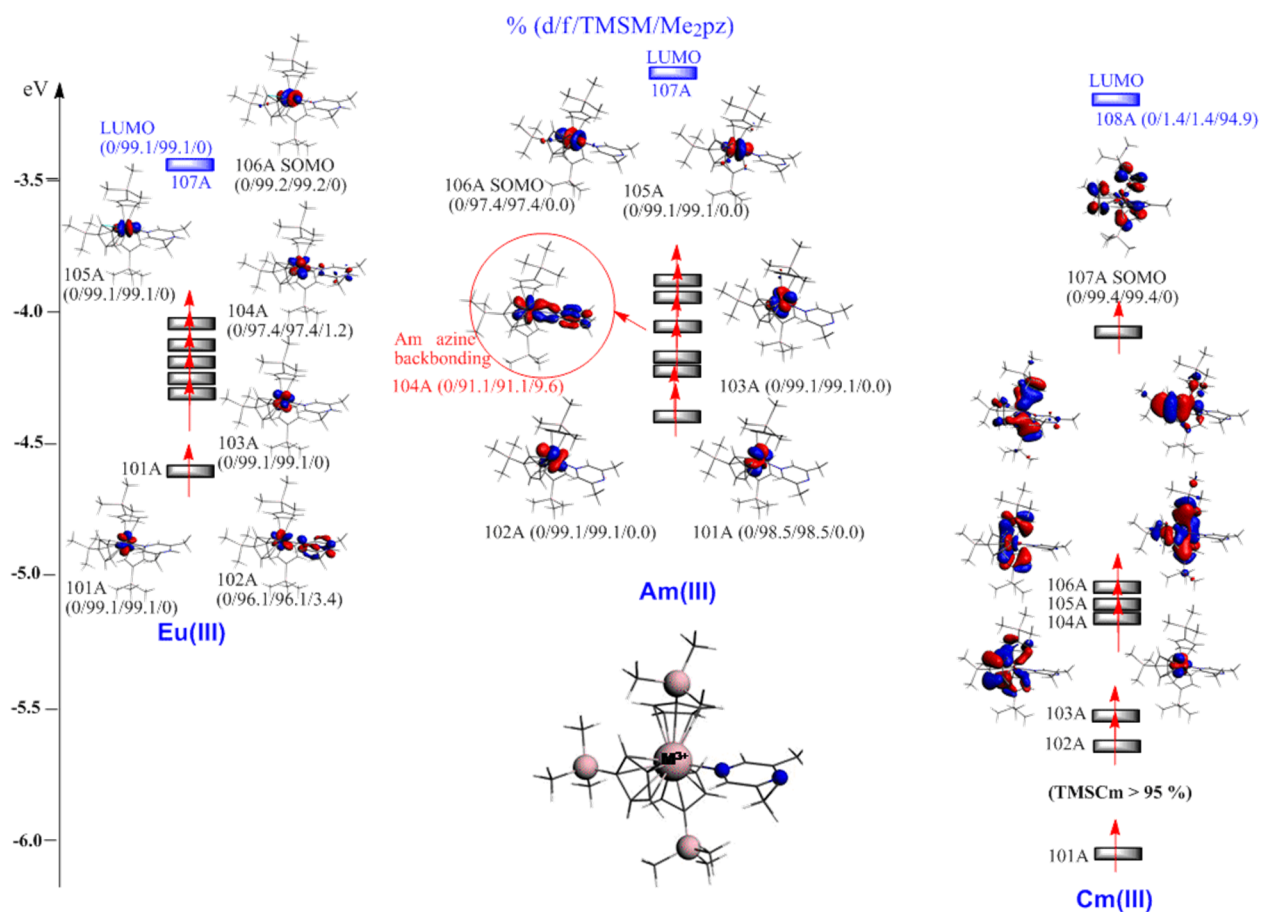 % (d/f/TMSM/Me₂pz)
eV
-3.5
-4.0
-4.5
-5.0
-5.5
-6.0
LUMO
(0/99.1/99.1/0)
107A
106A SOMO
(0/99.2/99.2/0)
105A
(0/99.1/99.1/0)
104A
(0/97.4/97.4/1.2)
103A
(0/99.1/99.1/0)
101A
101A
(0/99.1/99.1/0)
102A
(0/96.1/96.1/3.4)
Eu(III)
LUMO
107A
106A SOMO
(0/97.4/97.4/0.0)
105A
(0/99.1/99.1/0.0)
Am azine
backbonding
104A (0/91.1/91.1/9.6)
103A (0/99.1/99.1/0.0)
102A (0/99.1/99.1/0.0)
101A (0/98.5/98.5/0.0)
Am(III)
LUMO
108A (0/1.4/1.4/94.9)
107A SOMO
(0/99.4/99.4/0)
106A
105A
104A
103A
102A
(TMSCm > 95 %)
101A
Cm(III)